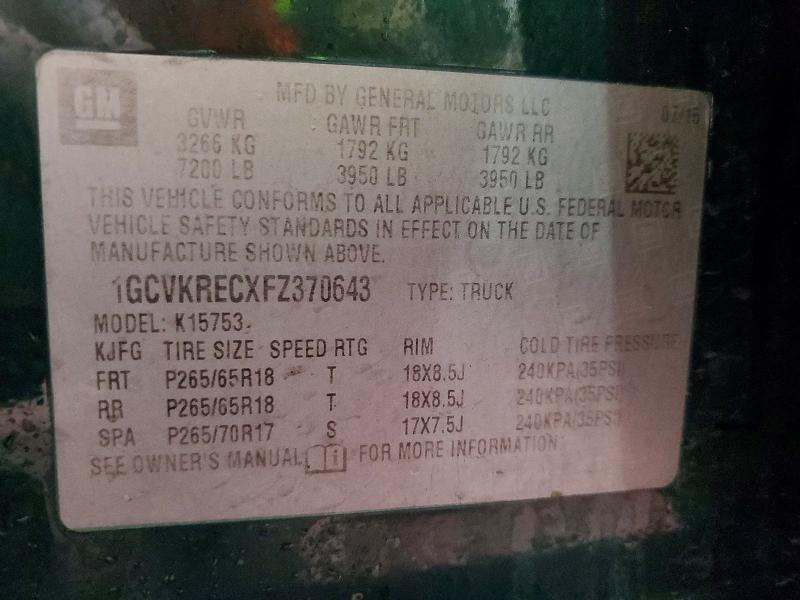 GM
MFD BY GENERAL MOTORS LLC
07/15
GVWR GAWR FRT GAWR RR
3266 KG 1792 KG 1792 KG
7200 LB 3950 LB 3950 LB
THIS VEHICLE CONFORMS TO ALL APPLICABLE U.S. FEDERAL MOTOR
VEHICLE SAFETY STANDARDS IN EFFECT ON THE DATE OF
MANUFACTURE SHOWN ABOVE.
1GCVKRECXFZ370643 TYPE: TRUCK
MODEL: K15753
KJFG TIRE SIZE SPEED RTG RIM COLD TIRE PRESSURE
FRT P265/65R18 T 18X8.5J 240KPA(35PSI)
RR P265/65R18 T 18X8.5J 240KPA(35PSI)
SPA P265/70R17 S 17X7.5J 240KPA(35PSI)
SEE OWNER'S MANUAL FOR MORE INFORMATION